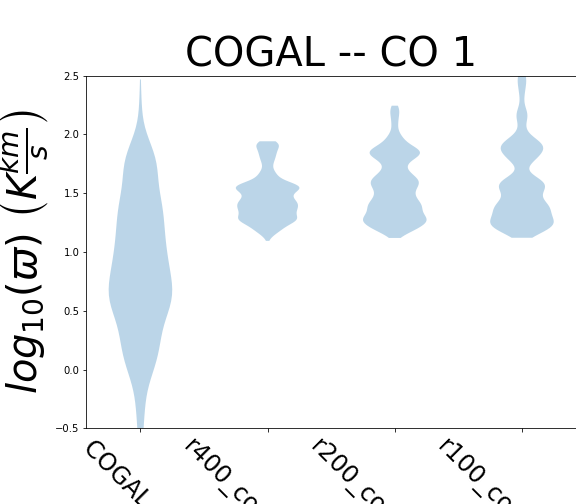 COGAL -- CO 1
log10(ϖ) (K km/s)
2.5
2.0
1.5
1.0
0.5
0.0
−0.5
COGAL
r400_co
r200_co
r100_co